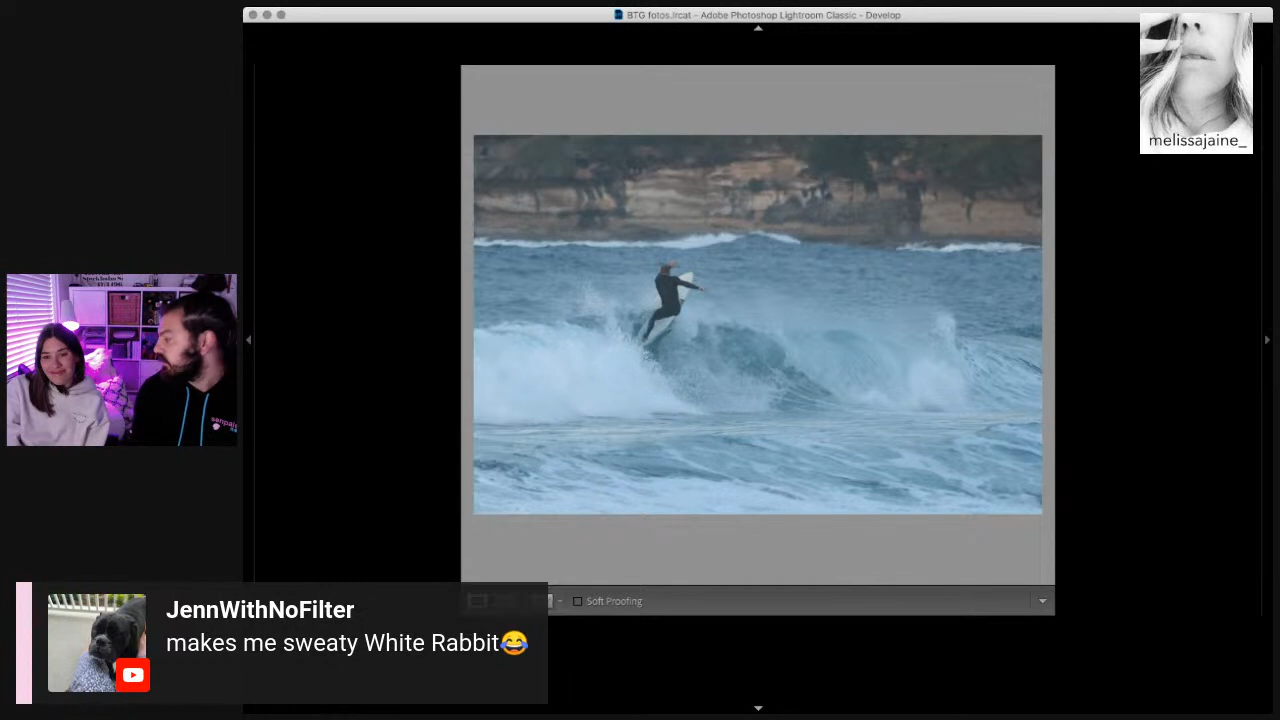 BTG fotos.lrcat - Adobe Photoshop Lightroom Classic - Develop
melissajaine_
Soft Proofing
JennWithNoFilter
makes me sweaty White Rabbit😂